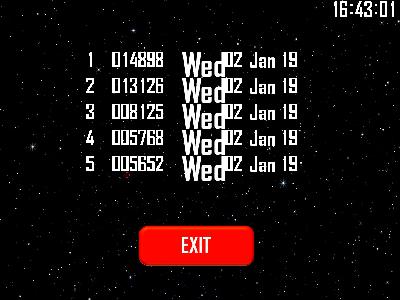 16:43:01
1 014898 Wed 02 Jan 19
2 013126 Wed 02 Jan 19
3 008125 Wed 02 Jan 19
4 005768 Wed 02 Jan 19
5 005652 Wed 02 Jan 19
EXIT